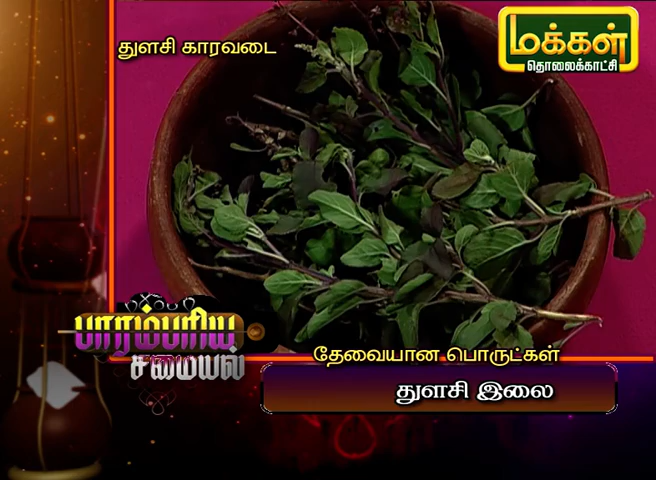 துளசி காரவடை
மக்கள்
தொலைக்காட்சி
பாரம்பரிய
சமையல்
தேவையான பொருட்கள்
துளசி இலை